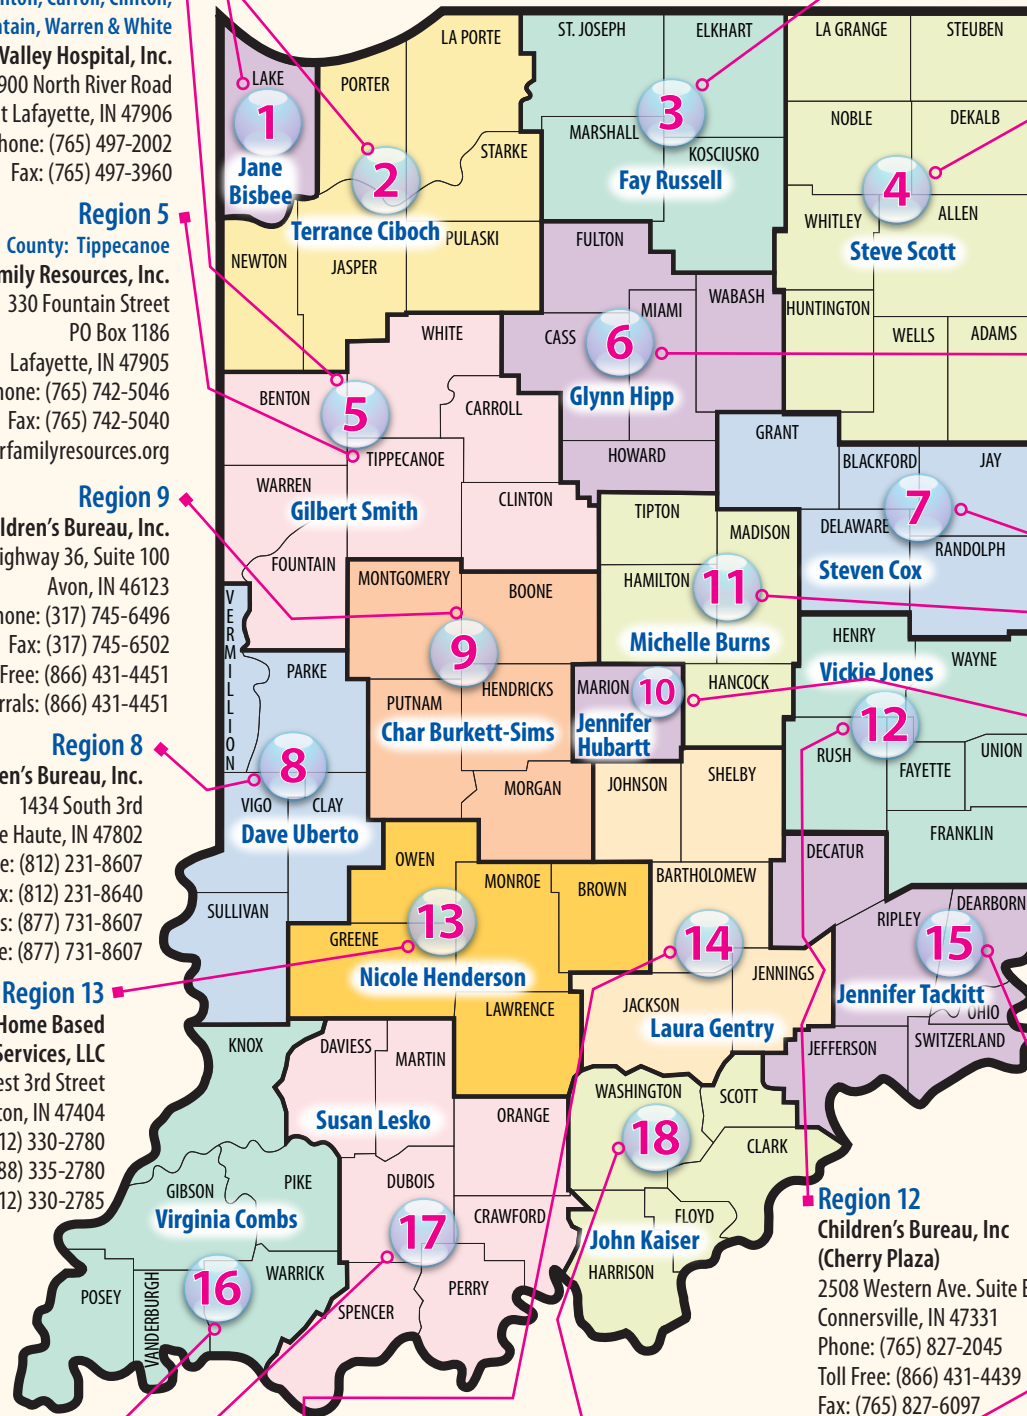 Carroll, Clinton,
Warren & White
Valley Hospital, Inc.
900 North River Road
Lafayette, IN 47906
(765) 497-2002
Fax: (765) 497-3960
Region 5
County: Tippecanoe
Family Resources, Inc.
330 Fountain Street
PO Box 1186
Lafayette, IN 47905
(765) 742-5046
Fax: (765) 742-5040
rfamilyresources.org
Region 9
Children's Bureau, Inc.
Highway 36, Suite 100
Avon, IN 46123
(317) 745-6496
Fax: (317) 745-6502
Free: (866) 431-4451
(866) 431-4451
Region 8
Bureau, Inc.
1434 South 3rd
Haute, IN 47802
(812) 231-8607
(812) 231-8640
(877) 731-8607
(877) 731-8607
Region 13
Home Based
Services, LLC
3rd Street
IN 47404
330-2780
335-2780
330-2785
LAKE
1
Jane
Bisbee
PORTER
LA PORTE
STARKE
2
Terrance Ciboch
NEWTON
JASPER
PULASKI
ST. JOSEPH
ELKHART
3
MARSHALL
KOSCIUSKO
Fay Russell
LA GRANGE
STEUBEN
NOBLE
DEKALB
4
WHITLEY
ALLEN
Steve Scott
HUNTINGTON
WELLS
ADAMS
FULTON
MIAMI
WABASH
CASS
6
Glynn Hipp
HOWARD
WHITE
BENTON
5
CARROLL
TIPPECANOE
WARREN
Gilbert Smith
CLINTON
FOUNTAIN
GRANT
BLACKFORD
JAY
7
DELAWARE
RANDOLPH
Steven Cox
TIPTON
MADISON
HAMILTON
11
Michelle Burns
HANCOCK
MONTGOMERY
BOONE
9
HENDRICKS
PUTNAM
Char Burkett-Sims
MORGAN
MARION
10
Jennifer
Hubartt
HENRY
WAYNE
Vickie Jones
12
RUSH
FAYETTE
UNION
FRANKLIN
VERMILLION
PARKE
8
VIGO
CLAY
Dave Uberto
SULLIVAN
JOHNSON
SHELBY
BARTHOLOMEW
14
JENNINGS
JACKSON
Laura Gentry
OWEN
MONROE
BROWN
13
GREENE
Nicole Henderson
LAWRENCE
DECATUR
RIPLEY
DEARBORN
15
Jennifer Tackitt
OHIO
JEFFERSON
SWITZERLAND
KNOX
DAVIESS
MARTIN
Susan Lesko
ORANGE
DUBOIS
CRAWFORD
17
PERRY
SPENCER
WASHINGTON
SCOTT
18
CLARK
FLOYD
John Kaiser
HARRISON
GIBSON
PIKE
Virginia Combs
16
WARRICK
POSEY
VANDERBURGH
Region 12
Children's Bureau, Inc
(Cherry Plaza)
2508 Western Ave. Suite
Connersville, IN 47331
Phone: (765) 827-2045
Toll Free: (866) 431-4439
Fax: (765) 827-6097